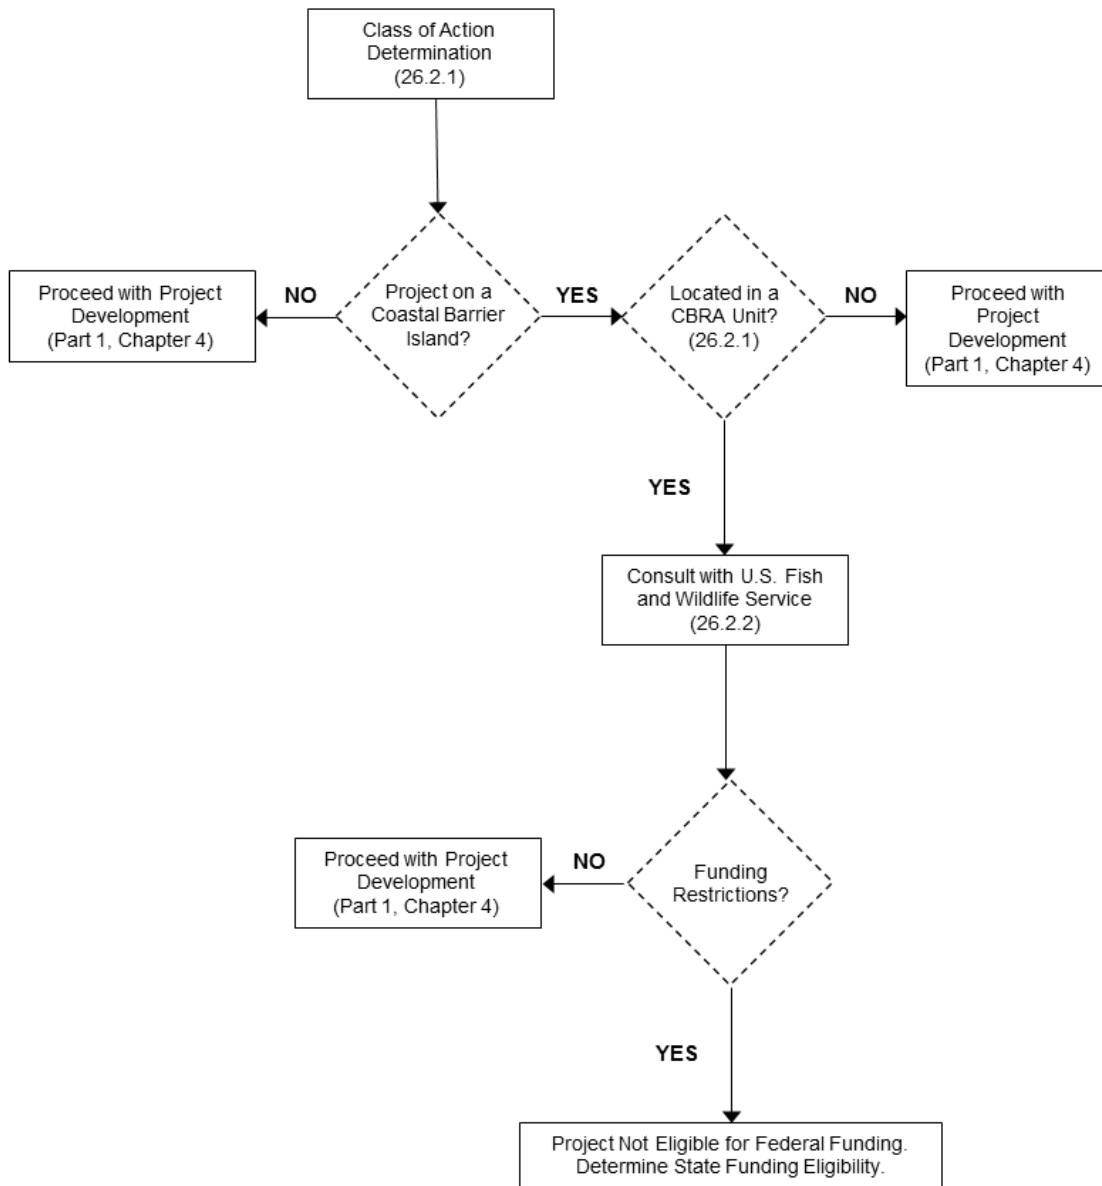 Class of Action
Determination
(26.2.1)
Proceed with Project
Development
(Part 1, Chapter 4)
NO
Project on a
Coastal Barrier
Island?
YES
Located in a
CBRA Unit?
(26.2.1)
NO
Proceed with
Project
Development
(Part 1, Chapter 4)
YES
Consult with U.S. Fish
and Wildlife Service
(26.2.2)
Proceed with Project
Development
(Part 1, Chapter 4)
NO
Funding
Restrictions?
YES
Project Not Eligible for Federal Funding.
Determine State Funding Eligibility.